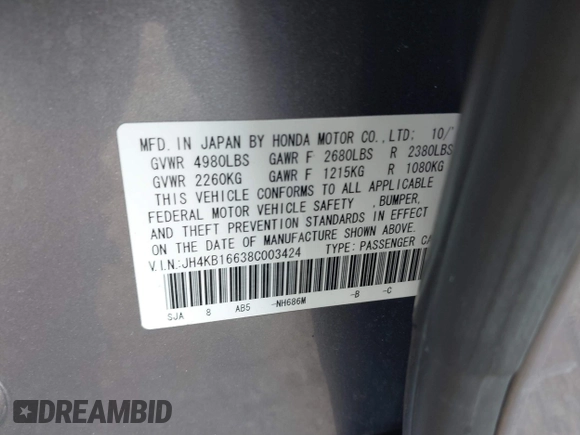 MFD. IN JAPAN BY HONDA MOTOR CO., LTD: 10/
GVWR 4980LBS GAWR F 2680LBS R 2380LBS
GVWR 2260KG GAWR F 1215KG R 1080KG
THIS VEHICLE CONFORMS TO ALL APPLICABLE
FEDERAL MOTOR VEHICLE SAFETY , BUMPER,
AND THEFT PREVENTION STANDARDS IN EFFECT
ON THE DATE OF MANUFACTURE SHOWN ABOVE.
V.I.N:JH4KB16638C003424 TYPE: PASSENGER CA
SJA 8 AB5 -NH686M -B -C
DREAMBID